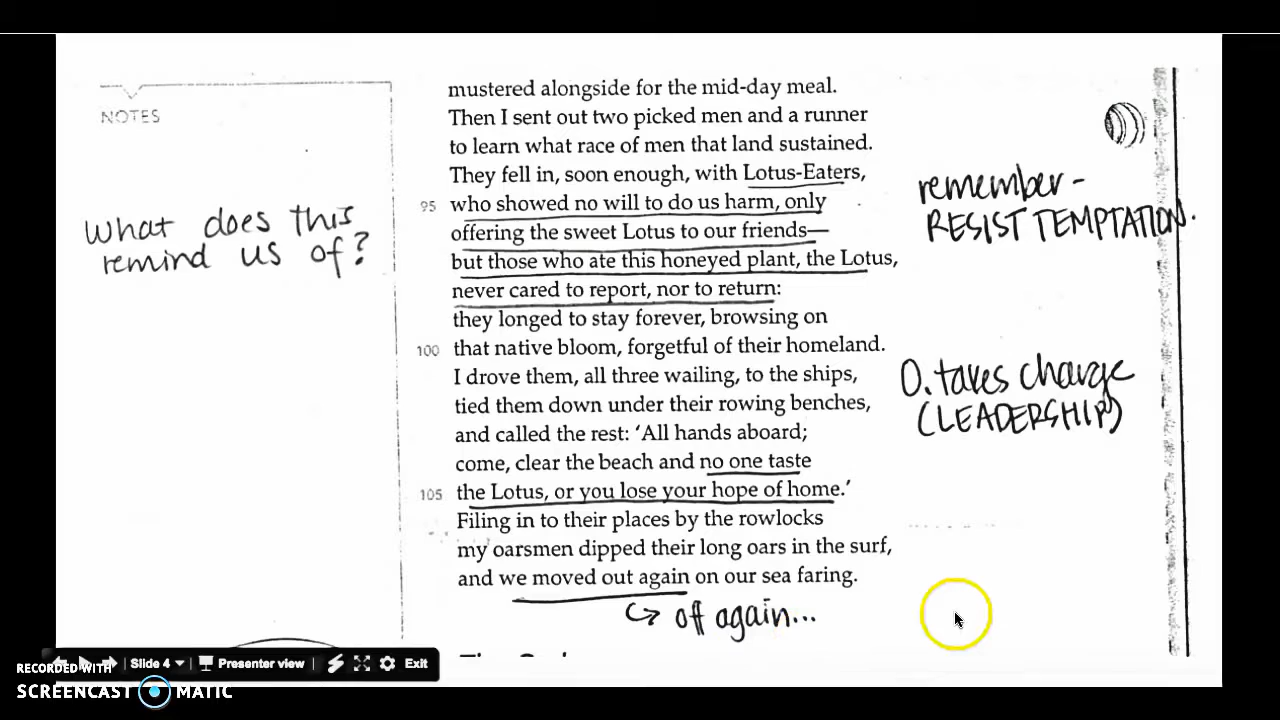 NOTES
What does this
remind us of?
mustered alongside for the mid-day meal.
Then I sent out two picked men and a runner
to learn what race of men that land sustained.
They fell in, soon enough, with Lotus-Eaters,
95 who showed no will to do us harm, only
offering the sweet Lotus to our friends—
but those who ate this honeyed plant, the Lotus,
never cared to report, nor to return:
they longed to stay forever, browsing on
100 that native bloom, forgetful of their homeland.
I drove them, all three wailing, to the ships,
tied them down under their rowing benches,
and called the rest: ‘All hands aboard;
come, clear the beach and no one taste
105 the Lotus, or you lose your hope of home.’
Filing in to their places by the rowlocks
my oarsmen dipped their long oars in the surf,
and we moved out again on our sea faring.
off again...
remember -
RESIST TEMPTATION.
O. takes charge
(LEADERSHIP)
Slide 4 Presenter view Exit
RECORDED WITH
SCREENCAST MATIC